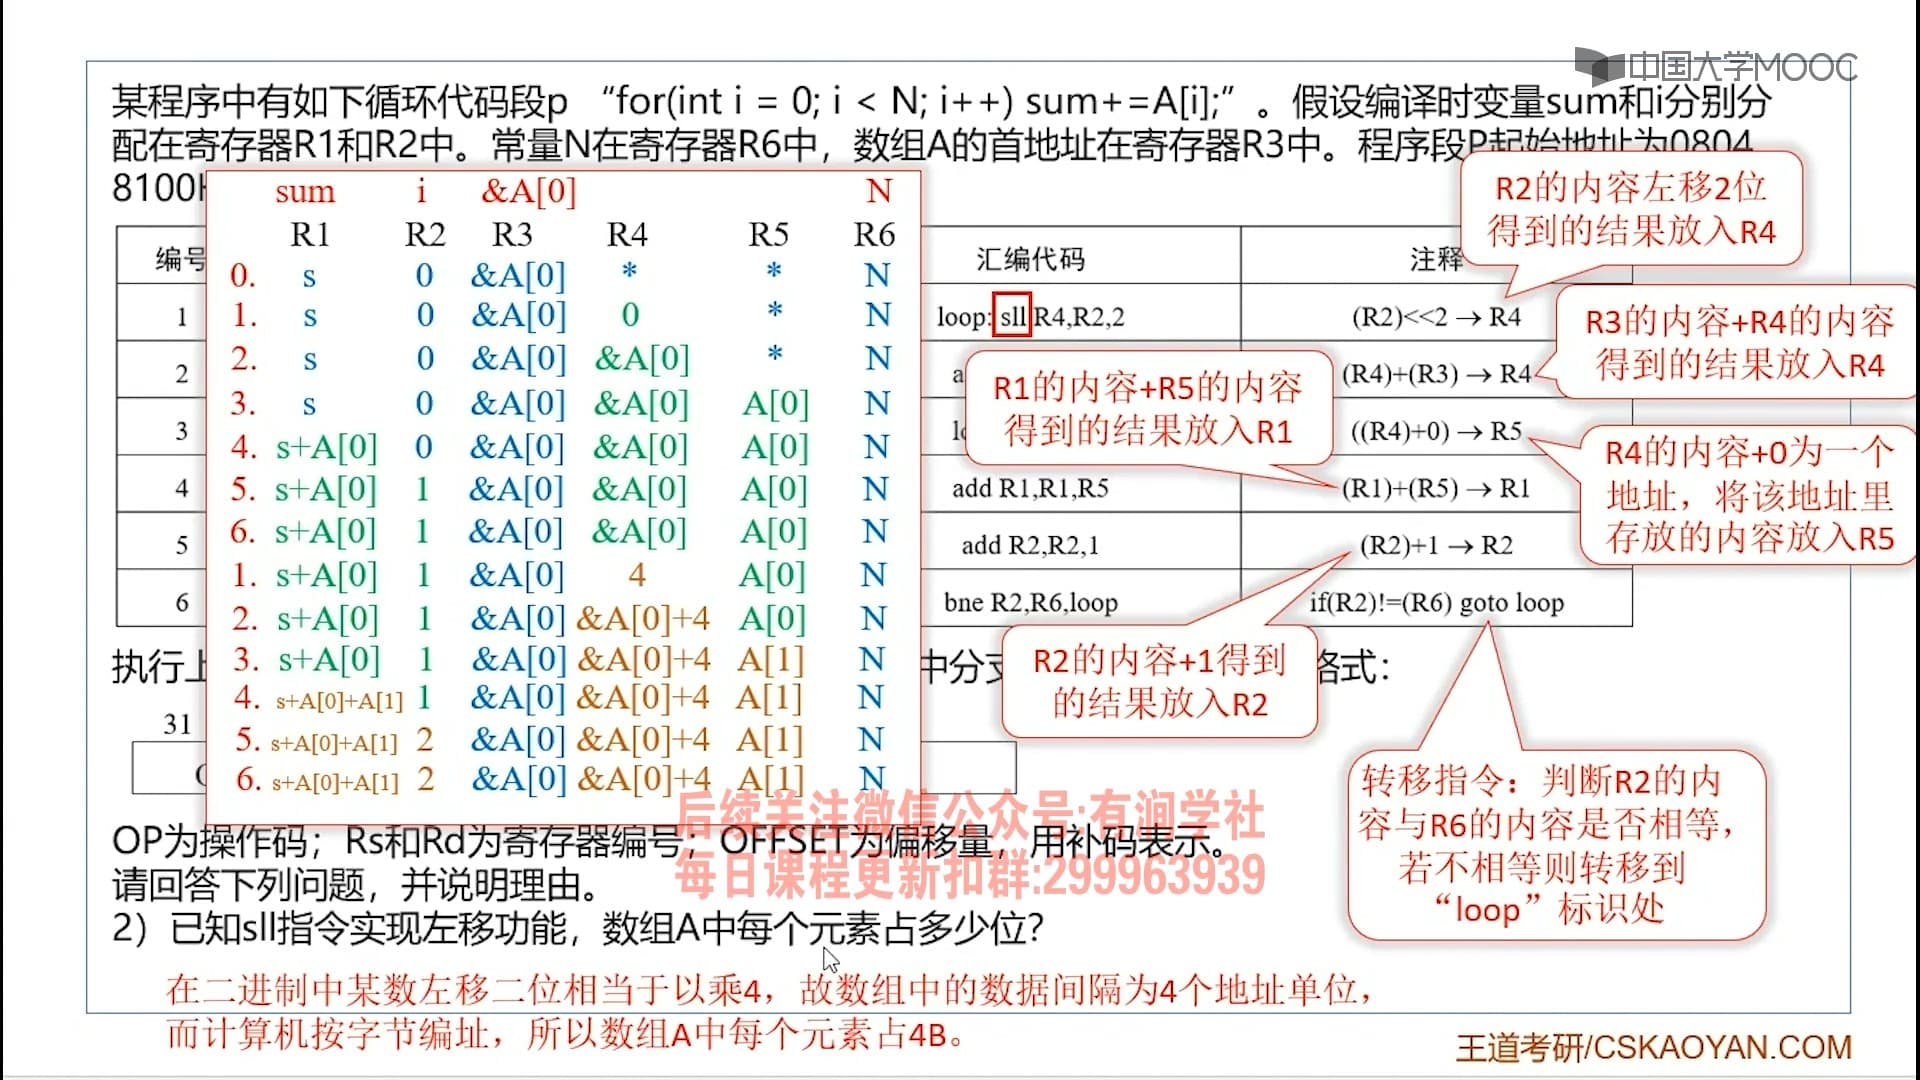 中国大学MOOC
某程序中有如下循环代码段p “for(int i = 0; i < N; i++) sum+=A[i];” 。假设编译时变量sum和i分别分
配在寄存器R1和R2中。常量N在寄存器R6中，数组A的首地址在寄存器R3中。程序段P起始地址为0804
8100H
sum i &A[0] N
R1 R2 R3 R4 R5 R6
0. s 0 &A[0] * * N
1. s 0 &A[0] 0 * N
2. s 0 &A[0] &A[0] * N
3. s 0 &A[0] &A[0] A[0] N
4. s+A[0] 0 &A[0] &A[0] A[0] N
5. s+A[0] 1 &A[0] &A[0] A[0] N
6. s+A[0] 1 &A[0] &A[0] A[0] N
1. s+A[0] 1 &A[0] 4 A[0] N
2. s+A[0] 1 &A[0] &A[0]+4 A[0] N
3. s+A[0] 1 &A[0] &A[0]+4 A[1] N
4. s+A[0]+A[1] 1 &A[0] &A[0]+4 A[1] N
5. s+A[0]+A[1] 2 &A[0] &A[0]+4 A[1] N
6. s+A[0]+A[1] 2 &A[0] &A[0]+4 A[1] N
编号 汇编代码 注释
1 loop: sll R4,R2,2 (R2)<<2 → R4
2 a (R4)+(R3) → R4
3 ((R4)+0) → R5
4 add R1,R1,R5 (R1)+(R5) → R1
5 add R2,R2,1 (R2)+1 → R2
6 bne R2,R6,loop if(R2)!=(R6) goto loop
R2的内容左移2位
得到的结果放入R4
R3的内容+R4的内容
得到的结果放入R4
R1的内容+R5的内容
得到的结果放入R1
R4的内容+0为一个
地址，将该地址里
存放的内容放入R5
R2的内容+1得到
的结果放入R2
转移指令：判断R2的内
容与R6的内容是否相等，
若不相等则转移到
“loop”标识处
执行上 中分支 格式：
31
OP为操作码；Rs和Rd为寄存器编号；OFFSET为偏移量，用补码表示。
请回答下列问题，并说明理由。
2）已知sll指令实现左移功能，数组A中每个元素占多少位？
后续关注微信公众号:有润学社
每日课程更新扣群:299963939
在二进制中某数左移二位相当于以乘4，故数组中的数据间隔为4个地址单位，
而计算机按字节编址，所以数组A中每个元素占4B。
王道考研/CSKAOYAN.COM